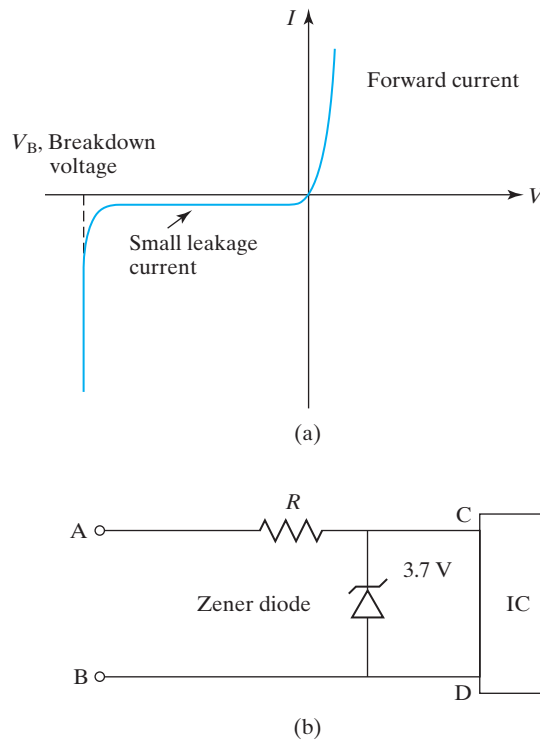 I
Forward current
V_B, Breakdown
voltage
V
Small leakage
current
(a)
R
C
A
3.7 V
Zener diode
IC
B
D
(b)